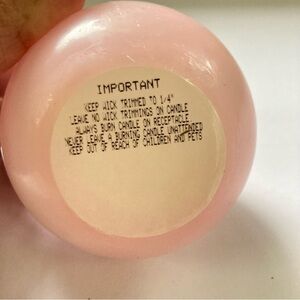 IMPORTANT
KEEP WICK TRIMMED TO 1/4"
LEAVE NO WICK TRIMMINGS ON CANDLE
ALWAYS BURN CANDLE ON RECEPTACLE
NEVER LEAVE A BURNING CANDLE UNATTENDED
KEEP OUT OF REACH OF CHILDREN AND PETS